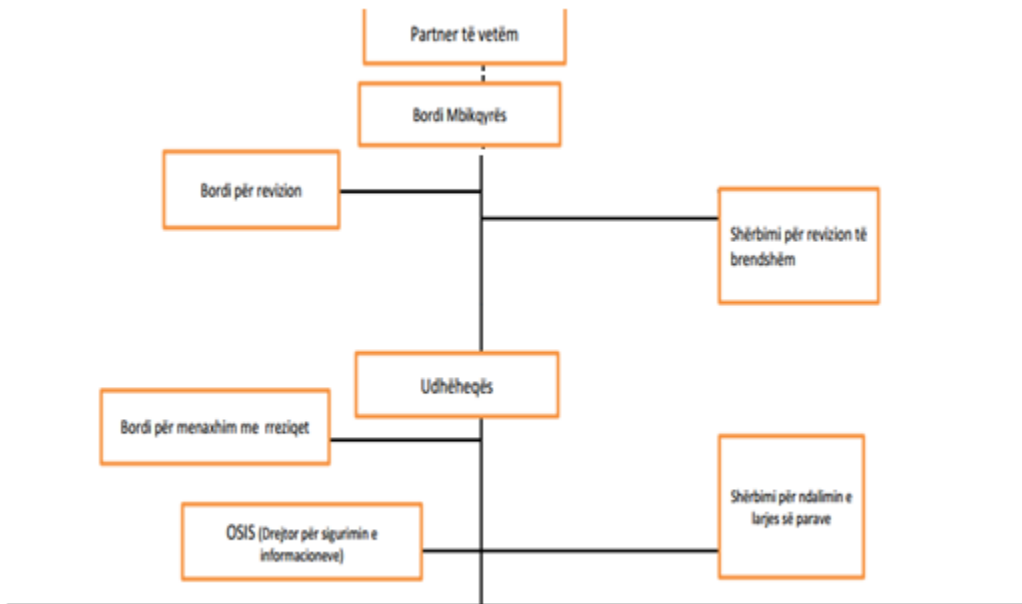 Partner të vetëm
Bordi Mbikqyrës
Bordi për revizion
Shërbimi për revizion të
brendshëm
Udhëheqës
Bordi për menaxhim me rreziqet
Shërbimi për ndalimin e
larjes së parave
OSIS (Drejtor për sigurimin e
informacioneve)